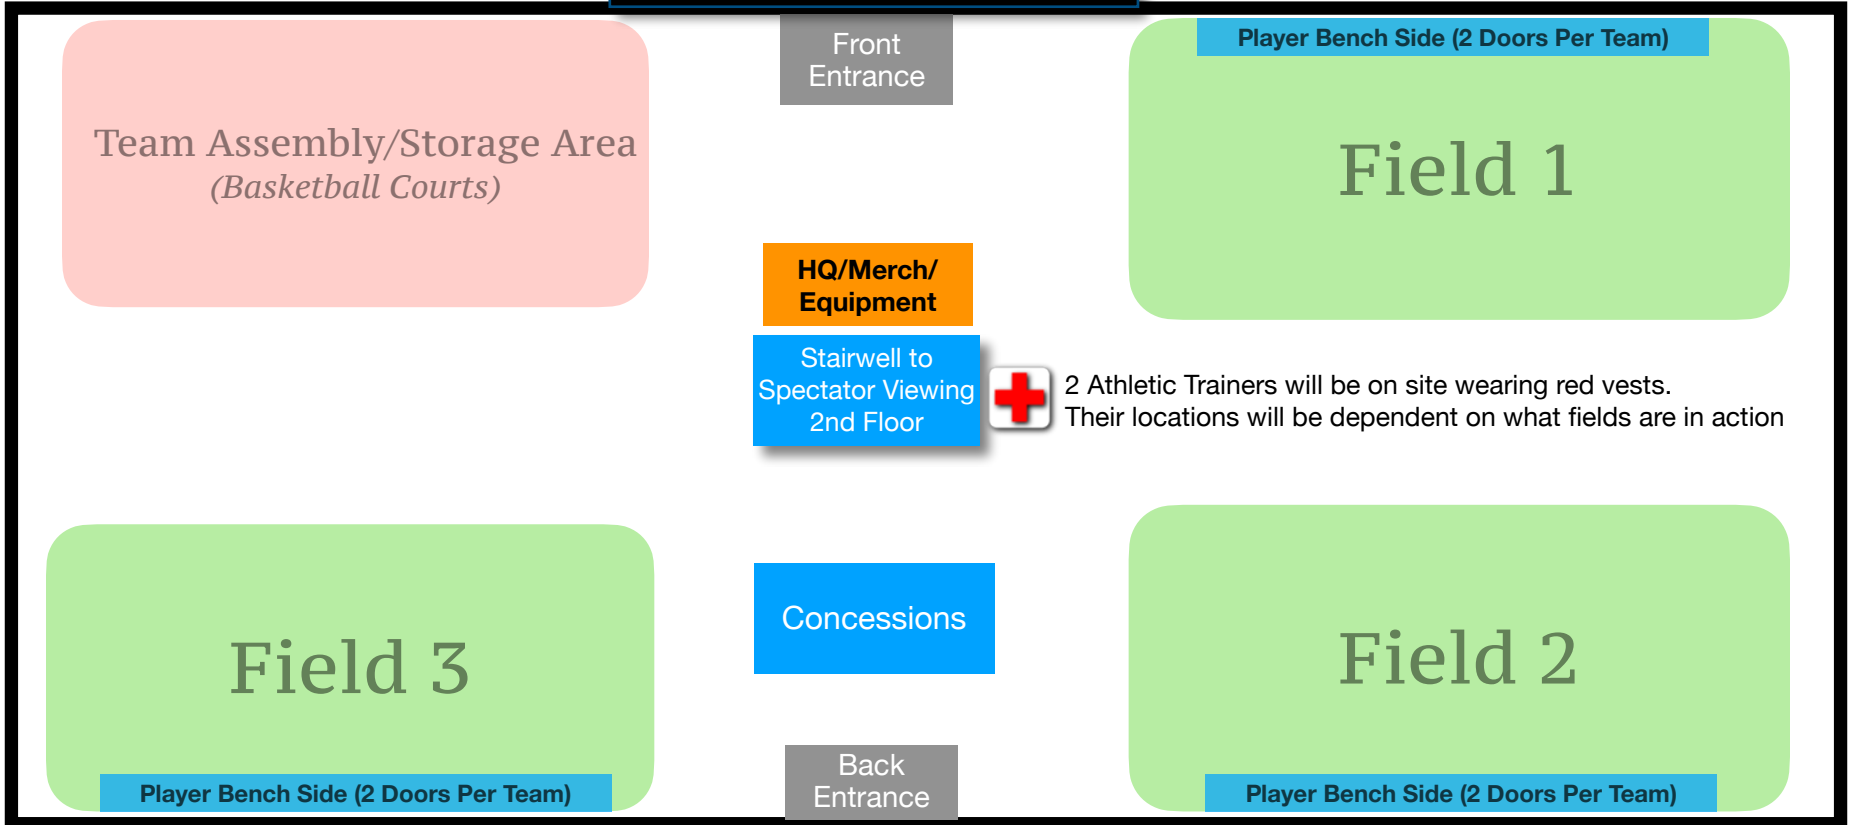 Front
Entrance
Player Bench Side (2 Doors Per Team)
Team Assembly/Storage Area
(Basketball Courts)
Field 1
HQ/Merch/
Equipment
Stairwell to
Spectator Viewing
2nd Floor
2 Athletic Trainers will be on site wearing red vests.
Their locations will be dependent on what fields are in action
Concessions
Field 3
Field 2
Back
Entrance
Player Bench Side (2 Doors Per Team)
Player Bench Side (2 Doors Per Team)